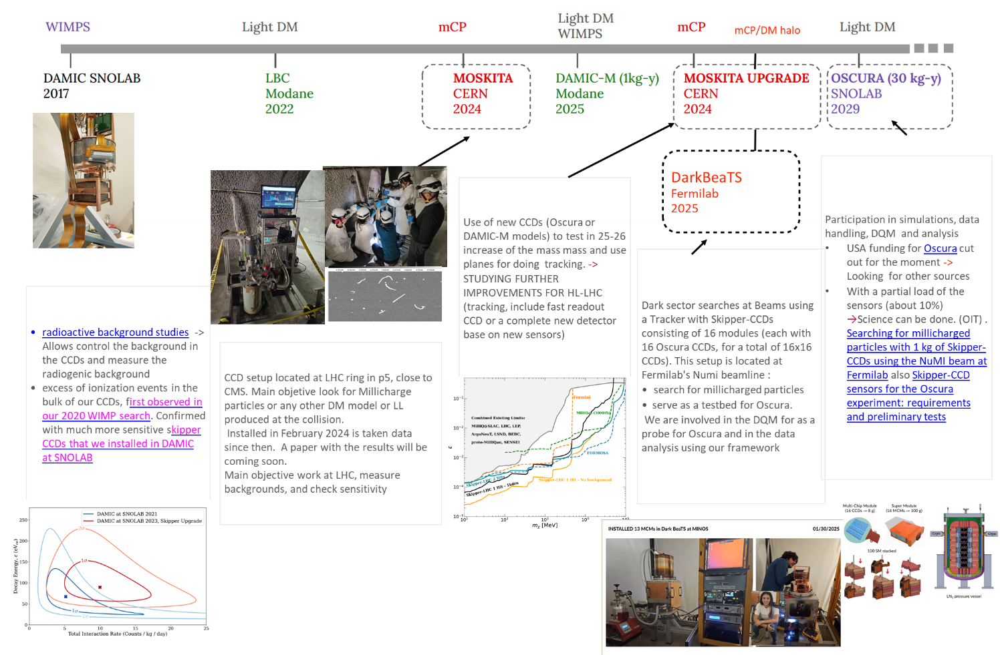 WIMPS
Light DM
mCP
Light DM
WIMPS
mCP
mCP/DM halo
Light DM
DAMIC SNOLAB
2017
LBC
Modane
2022
MOSKITA
CERN
2024
DAMIC-M (1kg-y)
Modane
2025
MOSKITA UPGRADE
CERN
2024
OSCURA (30 kg-y)
SNOLAB
2029
DarkBeaTS
Fermilab
2025
• radioactive background studies ->
Allows control the background in
the CCDs and measure the
radiogenic background
• excess of ionization events in the
bulk of our CCDs, first observed in
our 2020 WIMP search. Confirmed
with much more sensitive skipper
CCDs that we installed in DAMIC
at SNOLAB
CCD setup located at LHC ring in p5, close to
CMS. Main objetive look for Millicharge
particles or any other DM model or LL
produced at the collision.
Installed in February 2024 is taken data
since then. A paper with the results will be
coming soon.
Main objective work at LHC, measure
backgrounds, and check sensitivity
Use of new CCDs (Oscura or
DAMIC-M models) to test in 25-26
increase of the mass mass and use
planes for doing tracking. ->
STUDYING FURTHER
IMPROVEMENTS FOR HL-LHC
(tracking, include fast readout
CCD or a complete new detector
base on new sensors)
Dark sector searches at Beams using
a Tracker with Skipper-CCDs
consisting of 16 modules (each with
16 Oscura CCDs, for a total of 16x16
CCDs). This setup is located at
Fermilab's Numi beamline :
• search for millicharged particles
• serve as a testbed for Oscura.
We are involved in the DQM for as a
probe for Oscura and in the data
analysis using our framework
Participation in simulations, data
handling, DQM and analysis
• USA funding for Oscura cut
out for the moment ->
Looking for other sources
• With a partial load of the
sensors (about 10%)
→Science can be done. (OIT) .
Searching for millicharged
particles with 1 kg of Skipper-
CCDs using the NuMI beam at
Fermilab also Skipper-CCD
sensors for the Oscura
experiment: requirements
and preliminary tests
DAMIC at SNOLAB 2021
DAMIC at SNOLAB 2023, Skipper Upgrade
Decay Energy, ε (eVee)
250
200
150
100
50
0
2σ
1σ
1σ
2σ
0 5 10 15 20 25
Total Interaction Rate (Counts / kg / day)
ε
10⁻¹
10⁻²
10⁻³
10⁻⁴
10⁻⁵
Combined Existing Limits:
MilliQ@SLAC, LHC, LEP,
ArgoNeuT, LSND, BEBC,
proto-MilliQan, SENSEI
Fermini
MilliQan (3000/fb)
FORMOSA
Skipper-LHC 2 Hits
Skipper-LHC 1 Hit - No background
Skipper-LHC 1 Hit - 1kdru
10¹ 10² 10³ 10⁴ 10⁵
mχ [MeV]
INSTALLED 13 MCMs in Dark BeaTS at MINOS
01/30/2025
Multi-Chip Module
(16 CCDs → 8 g)
Super Module
(16 MCMs → 100 g)
100 SM stacked
Cryo
Cryo
LN₂ pressure vessel